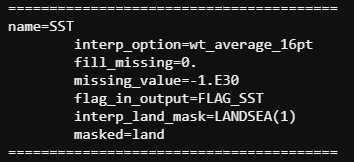 ========================================
name=SST
interp_option=wt_average_16pt
fill_missing=0.
missing_value=-1.E30
flag_in_output=FLAG_SST
interp_land_mask=LANDSEA(1)
masked=land
========================================